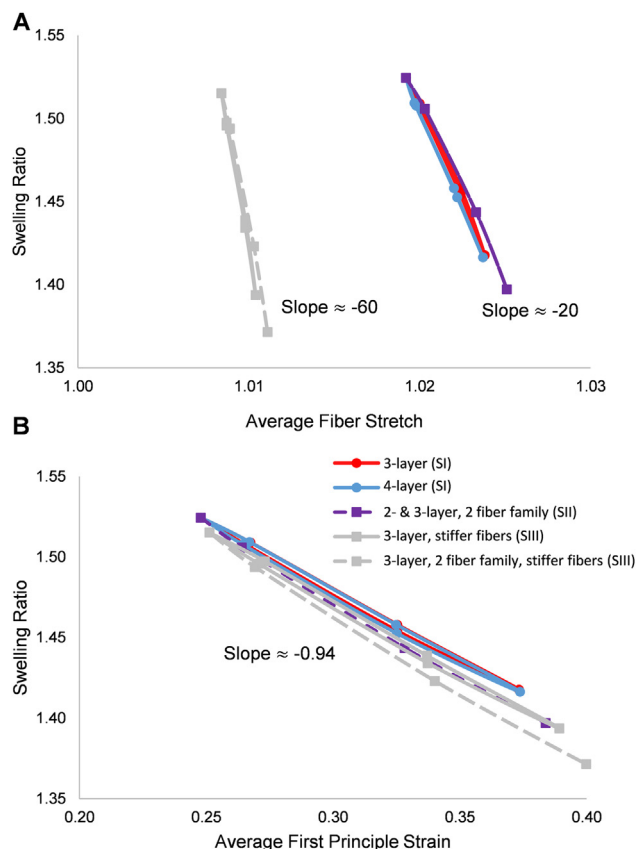 A
1.55
1.50
1.45
1.40
1.35
Swelling Ratio
Slope ≈ -60
Slope ≈ -20
1.00
1.01
1.02
1.03
Average Fiber Stretch
B
1.55
1.50
1.45
1.40
1.35
Swelling Ratio
3-layer (SI)
4-layer (SI)
2- & 3-layer, 2 fiber family (SII)
3-layer, stiffer fibers (SIII)
3-layer, 2 fiber family, stiffer fibers (SIII)
Slope ≈ -0.94
0.20
0.25
0.30
0.35
0.40
Average First Principle Strain